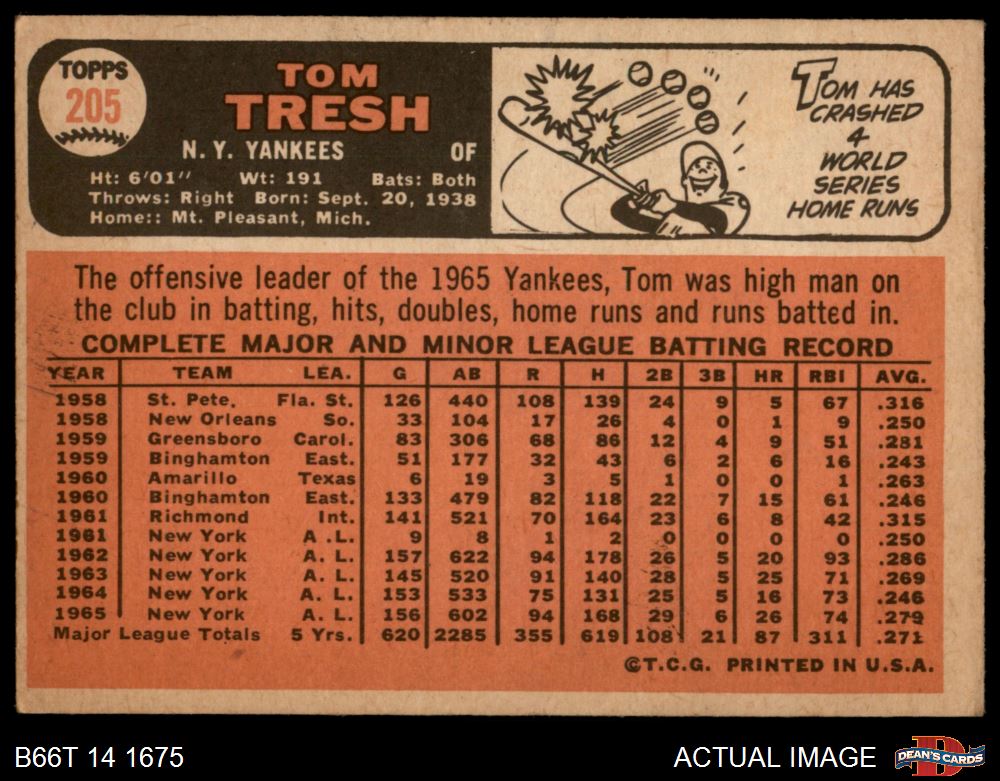 TOPPS
205
TOM
TRESH
N. Y. YANKEES OF
Ht: 6'01" Wt: 191 Bats: Both
Throws: Right Born: Sept. 20, 1938
Home:: Mt. Pleasant, Mich.
TOM HAS
CRASHED
4
WORLD
SERIES
HOME RUNS
The offensive leader of the 1965 Yankees, Tom was high man on
the club in batting, hits, doubles, home runs and runs batted in.
COMPLETE MAJOR AND MINOR LEAGUE BATTING RECORD
YEAR TEAM LEA. G AB R H 2B 3B HR RBI AVG.
1958 St. Pete. Fla. St. 126 440 108 139 24 9 5 67 .316
1958 New Orleans So. 33 104 17 26 4 0 1 9 .250
1959 Greensboro Carol. 83 306 68 86 12 4 9 51 .281
1959 Binghamton East. 51 177 32 43 6 2 6 16 .243
1960 Amarillo Texas 6 19 3 5 1 0 0 1 .263
1960 Binghamton East. 133 479 82 118 22 7 15 61 .246
1961 Richmond Int. 141 521 70 164 23 6 8 42 .315
1961 New York A .L. 9 8 1 2 0 0 0 0 .250
1962 New York A. L. 157 622 94 178 26 5 20 93 .286
1963 New York A. L. 145 520 91 140 28 5 25 71 .269
1964 New York A. L. 153 533 75 131 25 5 16 73 .246
1965 New York A. L. 156 602 94 168 29 6 26 74 .279
Major League Totals 5 Yrs. 620 2285 355 619 108 21 87 311 .271
©T.C.G. PRINTED IN U.S.A.
B66T 14 1675 ACTUAL IMAGE DEAN'S CARDS